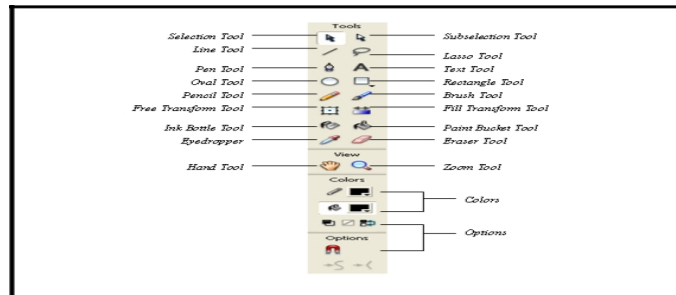 Tools
Selection Tool Subselection Tool
Line Tool Lasso Tool
Pen Tool Text Tool
Oval Tool Rectangle Tool
Pencil Tool Brush Tool
Free Transform Tool Fill Transform Tool
Ink Bottle Tool Paint Bucket Tool
Eyedropper Eraser Tool
View
Hand Tool Zoom Tool
Colors
Colors
Options
Options